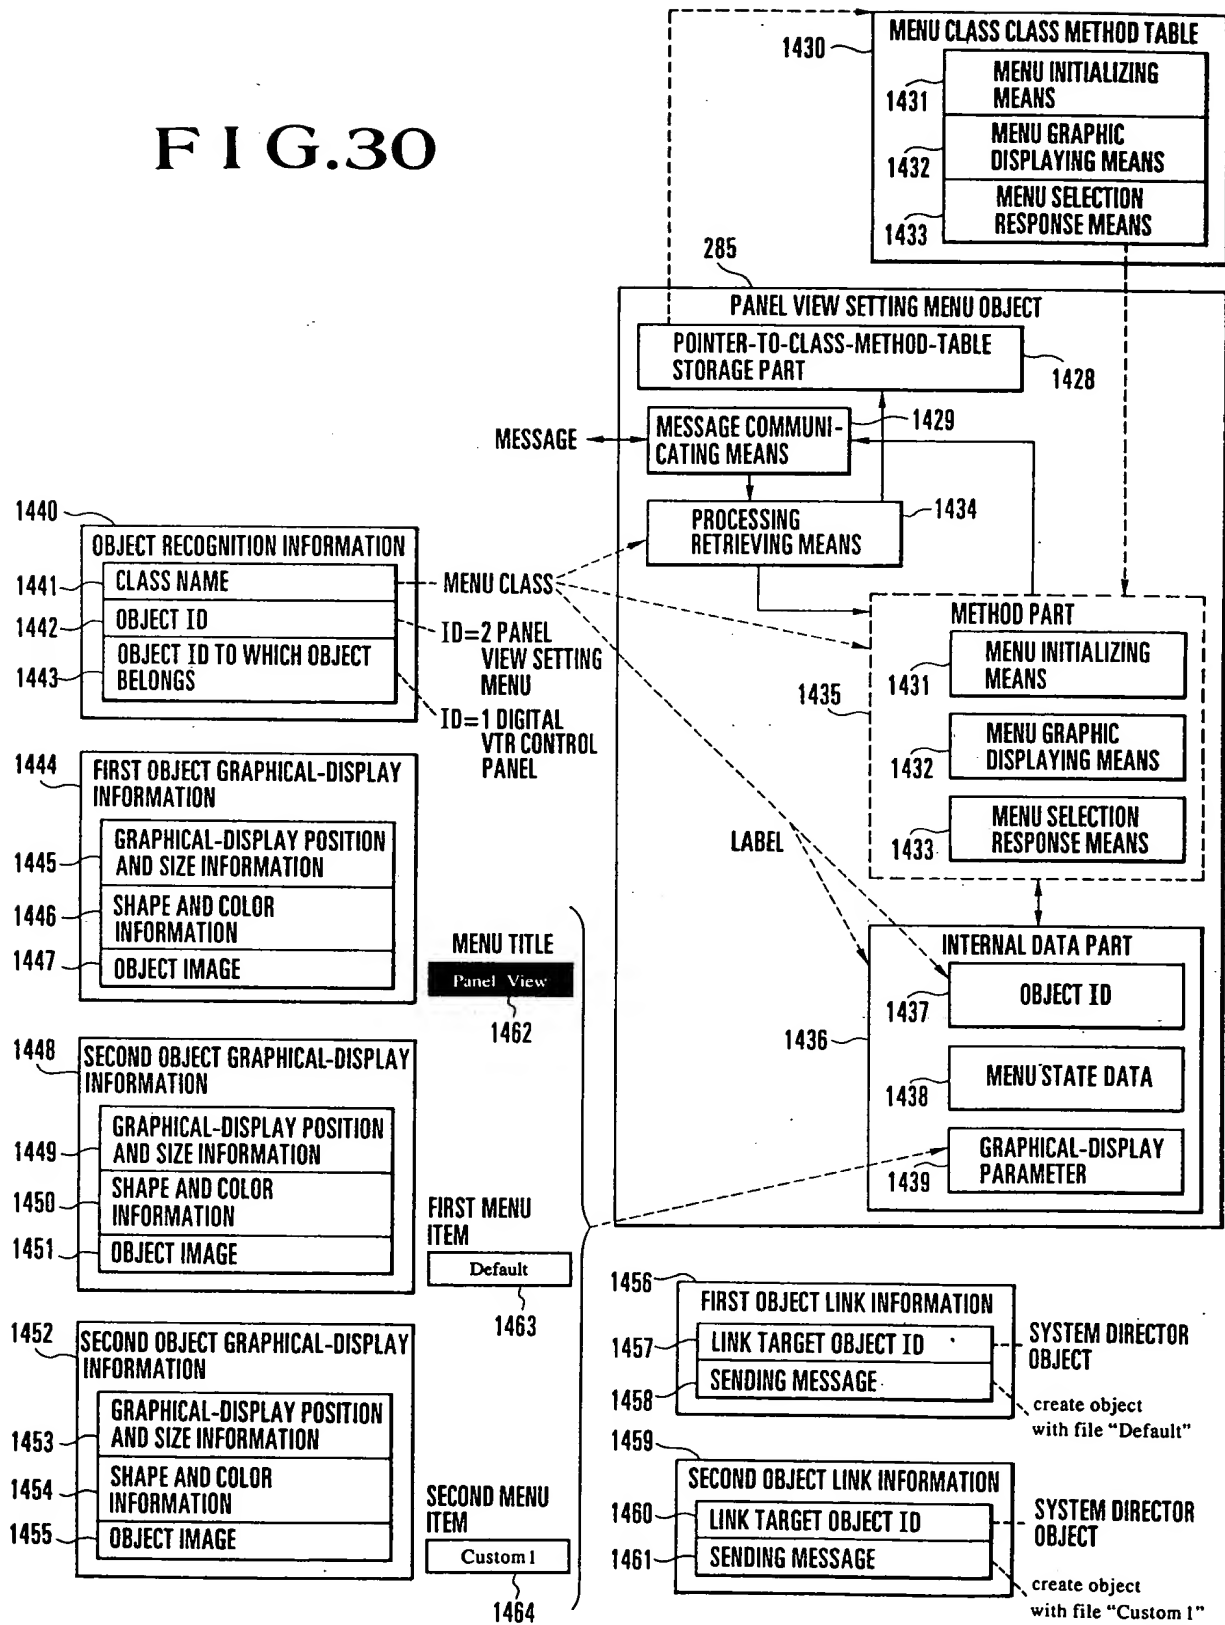 FIG.30
1430
MENU CLASS CLASS METHOD TABLE
1431
MENU INITIALIZING
MEANS
1432
MENU GRAPHIC
DISPLAYING MEANS
1433
MENU SELECTION
RESPONSE MEANS
285
PANEL VIEW SETTING MENU OBJECT
POINTER-TO-CLASS-METHOD-TABLE
STORAGE PART
1428
MESSAGE
MESSAGE COMMUNI-
CATING MEANS
1429
PROCESSING
RETRIEVING MEANS
1434
METHOD PART
1435
1431
MENU INITIALIZING
MEANS
1432
MENU GRAPHIC
DISPLAYING MEANS
1433
MENU SELECTION
RESPONSE MEANS
LABEL
INTERNAL DATA PART
1436
1437
OBJECT ID
1438
MENU STATE DATA
1439
GRAPHICAL-DISPLAY
PARAMETER
1440
OBJECT RECOGNITION INFORMATION
1441
CLASS NAME
MENU CLASS
1442
OBJECT ID
ID=2 PANEL
VIEW SETTING
MENU
1443
OBJECT ID TO WHICH OBJECT
BELONGS
ID=1 DIGITAL
VTR CONTROL
PANEL
1444
FIRST OBJECT GRAPHICAL-DISPLAY
INFORMATION
1445
GRAPHICAL-DISPLAY POSITION
AND SIZE INFORMATION
1446
SHAPE AND COLOR
INFORMATION
1447
OBJECT IMAGE
MENU TITLE
Panel View
1462
1448
SECOND OBJECT GRAPHICAL-DISPLAY
INFORMATION
1449
GRAPHICAL-DISPLAY POSITION
AND SIZE INFORMATION
1450
SHAPE AND COLOR
INFORMATION
1451
OBJECT IMAGE
FIRST MENU
ITEM
Default
1463
1452
SECOND OBJECT GRAPHICAL-DISPLAY
INFORMATION
1453
GRAPHICAL-DISPLAY POSITION
AND SIZE INFORMATION
1454
SHAPE AND COLOR
INFORMATION
1455
OBJECT IMAGE
SECOND MENU
ITEM
Custom 1
1464
1456
FIRST OBJECT LINK INFORMATION
1457
LINK TARGET OBJECT ID
SYSTEM DIRECTOR
OBJECT
1458
SENDING MESSAGE
create object
with file "Default"
1459
SECOND OBJECT LINK INFORMATION
1460
LINK TARGET OBJECT ID
SYSTEM DIRECTOR
OBJECT
1461
SENDING MESSAGE
create object
with file "Custom 1"